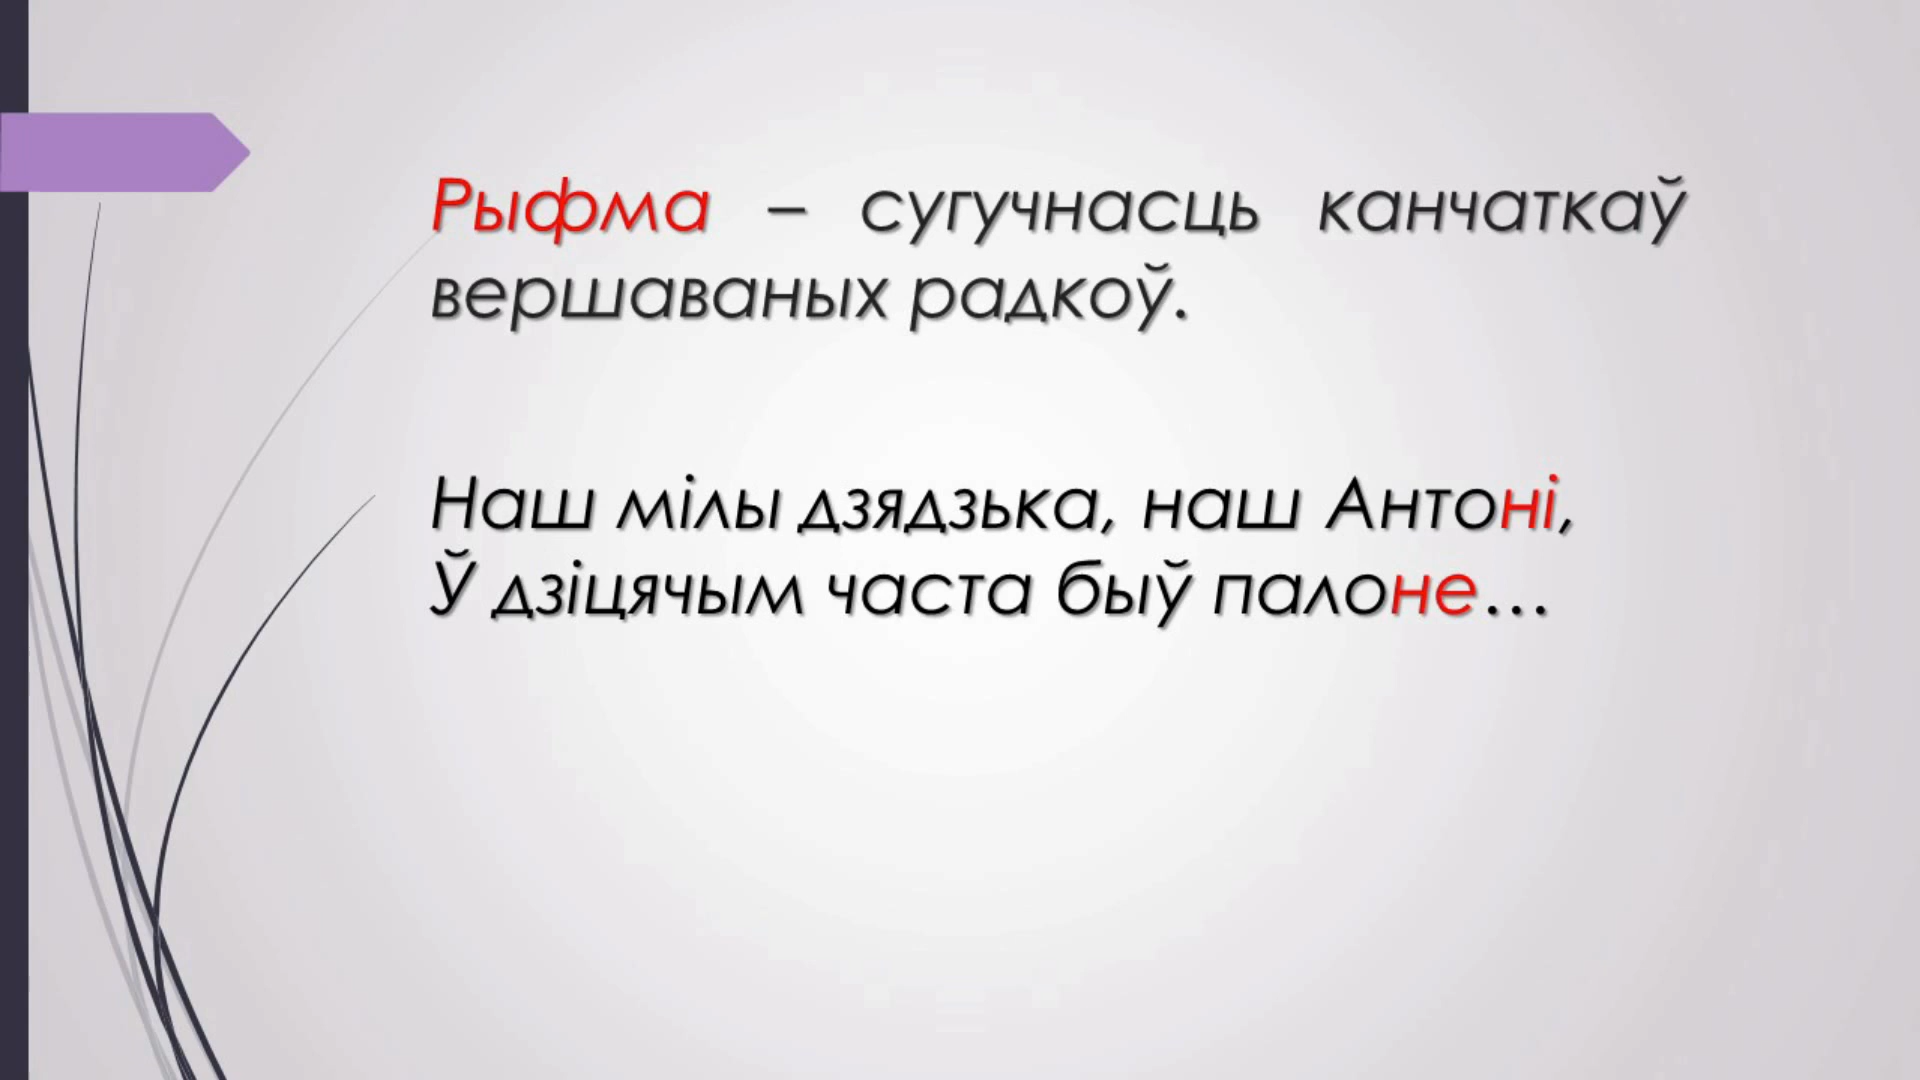 Рыфма – сугучнасць канчаткаў
вершаваных радкоў.
Наш мілы дзядзька, наш Антоні,
Ў дзіцячым часта быў палоне…